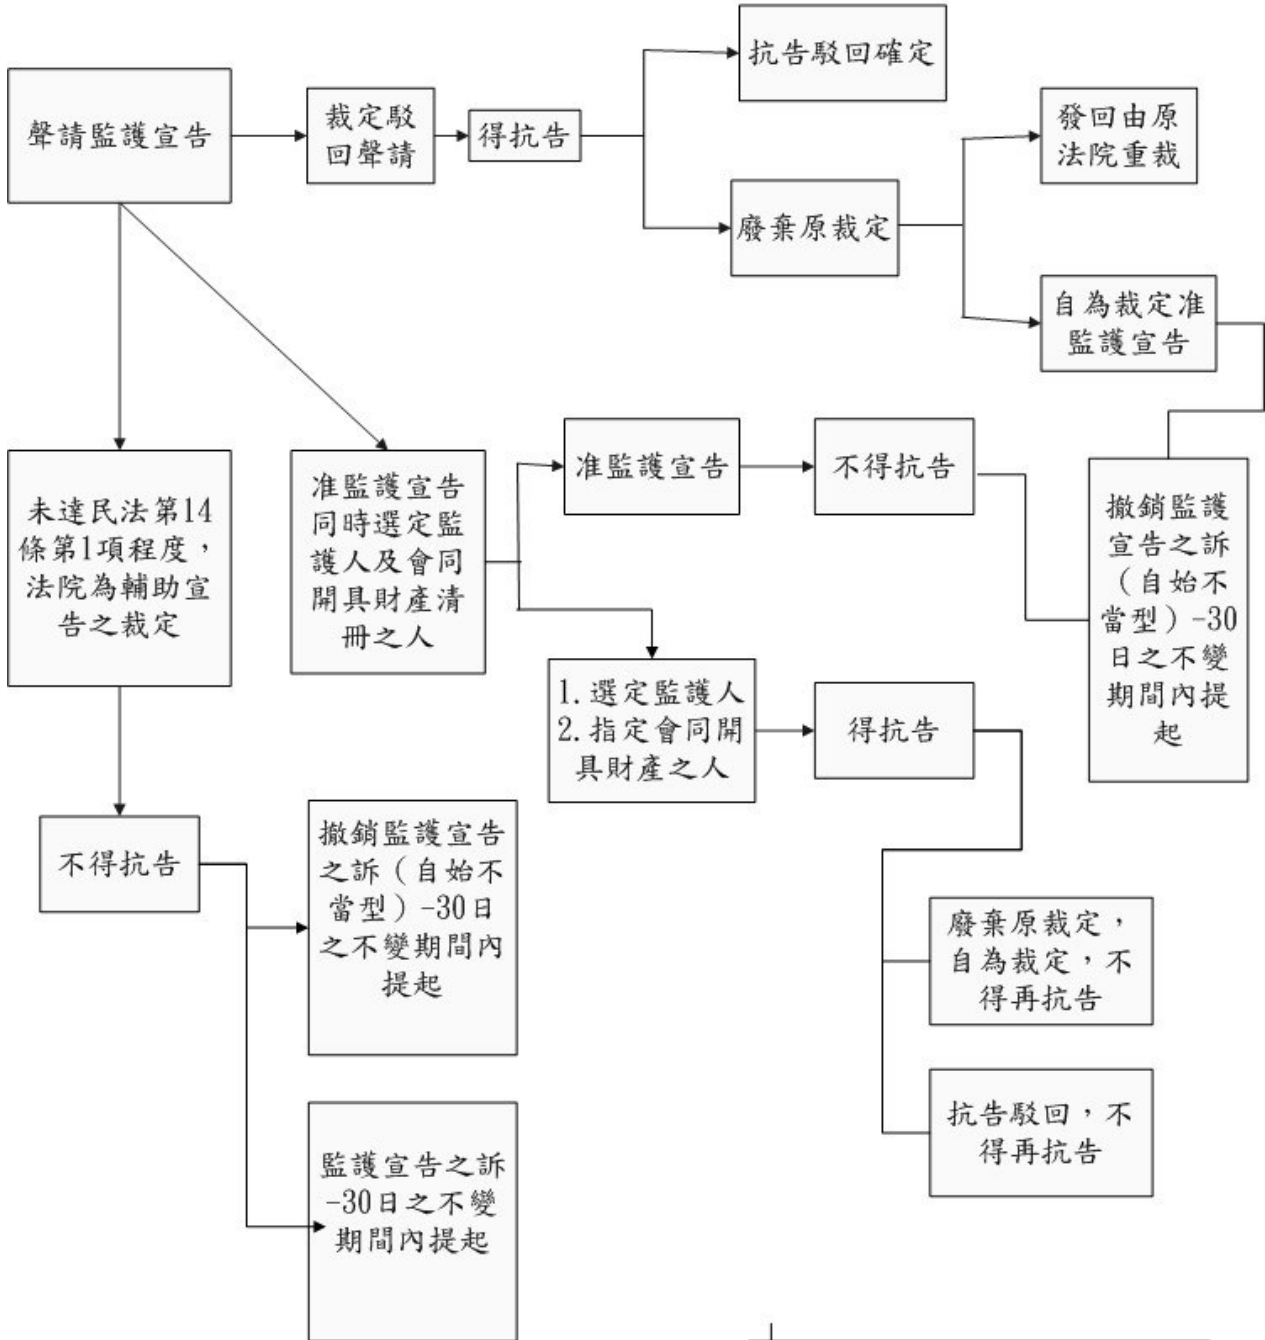 聲請監護宣告
裁定駁
回聲請
得抗告
抗告駁回確定
廢棄原裁定
發回由原
法院重裁
自為裁定准
監護宣告
未達民法第14
條第1項程度，
法院為輔助宣
告之裁定
准監護宣告
同時選定監
護人及會同
開具財產清
冊之人
准監護宣告
不得抗告
撤銷監護
宣告之訴
（自始不
當型）-30
日之不變
期間內提
起
1.選定監護人
2.指定會同開
具財產之人
得抗告
不得抗告
撤銷監護宣告
之訴（自始不
當型）-30日
之不變期間內
提起
廢棄原裁定，
自為裁定，不
得再抗告
抗告駁回，不
得再抗告
監護宣告之訴
-30日之不變
期間內提起